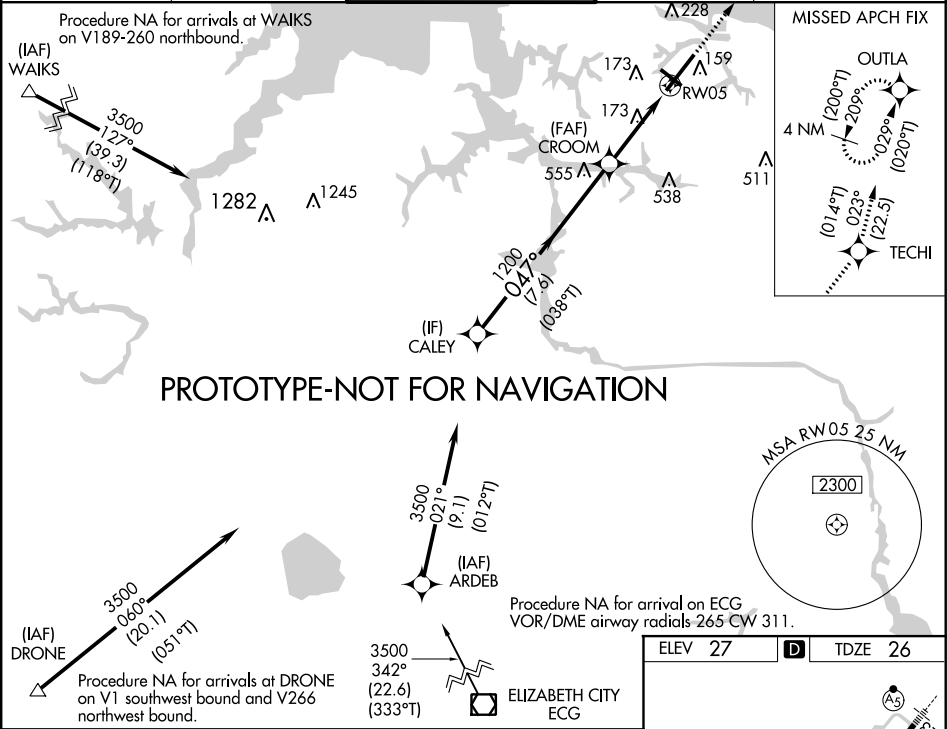 Procedure NA for arrivals at WAIKS
on V189-260 northbound.
(IAF)
WAIKS
3500
127°
(39.3)
(118°T)
1282
1245
228
173
159
RW05
173
(FAF)
CROOM
555
538
511
1200
047°
(7.6)
(038°T)
(IF)
CALEY
MISSED APCH FIX
OUTLA
(200°T)
209°
4 NM
029°
(020°T)
(014°T)
023°
(22.5)
TECHI
PROTOTYPE-NOT FOR NAVIGATION
MSA RW05 25 NM
2300
3500
021°
(9.1)
(012°T)
(IAF)
ARDEB
3500
060°
(20.1)
(051°T)
(IAF)
DRONE
Procedure NA for arrivals at DRONE
on V1 southwest bound and V266
northwest bound.
Procedure NA for arrival on ECG
VOR/DME airway radials 265 CW 311.
3500
342°
(22.6)
(333°T)
ELIZABETH CITY
ECG
ELEV 27
D
TDZE 26
A5